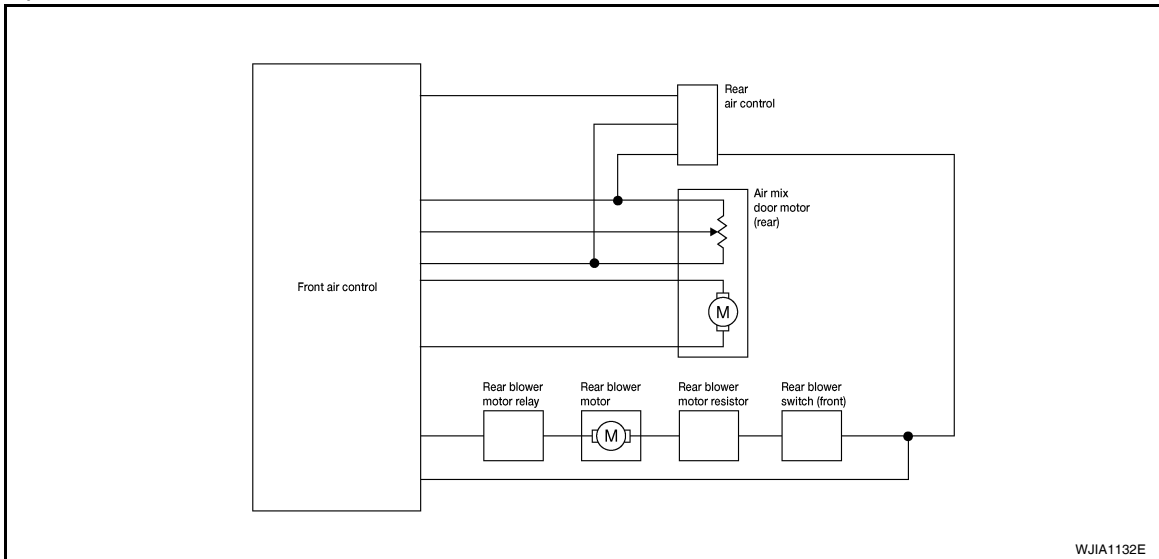 Rear
air control
Air mix
door motor
(rear)
Front air control
M
Rear blower
motor relay
Rear blower
motor
Rear blower
motor resistor
Rear blower
switch (front)
M
WJIA1132E